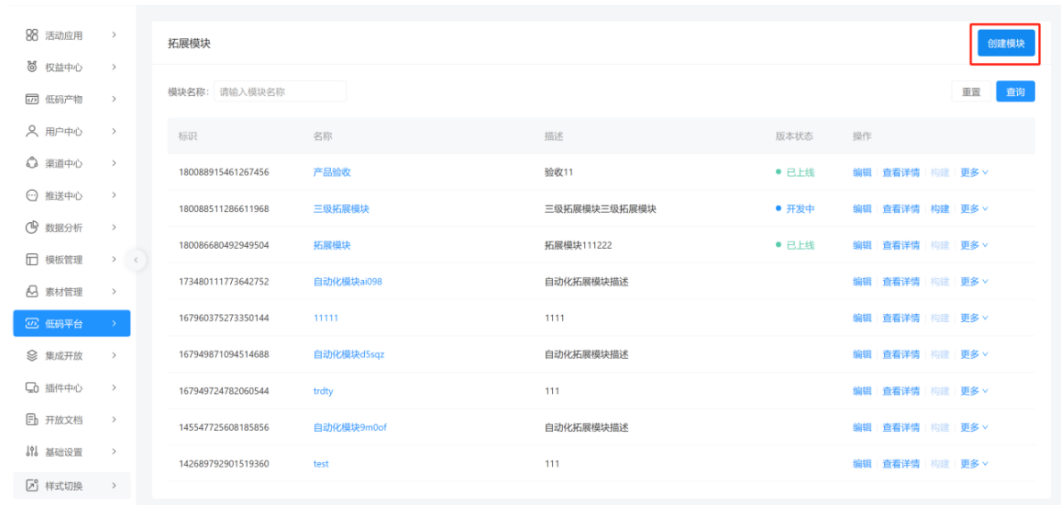 活动应用
权益中心
低码产物
用户中心
渠道中心
推送中心
数据分析
模板管理
素材管理
低码平台
集成开放
插件中心
开放文档
基础设置
样式切换
拓展模块 创建模块
模块名称: 请输入模块名称 重置 查询
标识 名称 描述 版本状态 操作
180088915461267456 产品验收 验收11 已上线 编辑 查看详情 构建 更多
180088511286611968 三级拓展模块 三级拓展模块三级拓展模块 开发中 编辑 查看详情 构建 更多
180086680492949504 拓展模块 拓展模块111222 已上线 编辑 查看详情 构建 更多
173480111773642752 自动化模块ai098 自动化拓展模块描述 编辑 查看详情 构建 更多
167960375273350144 11111 1111 编辑 查看详情 构建 更多
167949871094514688 自动化模块d5sqz 自动化拓展模块描述 编辑 查看详情 构建 更多
167949724782060544 trdty 111 编辑 查看详情 构建 更多
145547725608185856 自动化模块9m0of 自动化拓展模块描述 编辑 查看详情 构建 更多
142689792901519360 test 111 编辑 查看详情 构建 更多